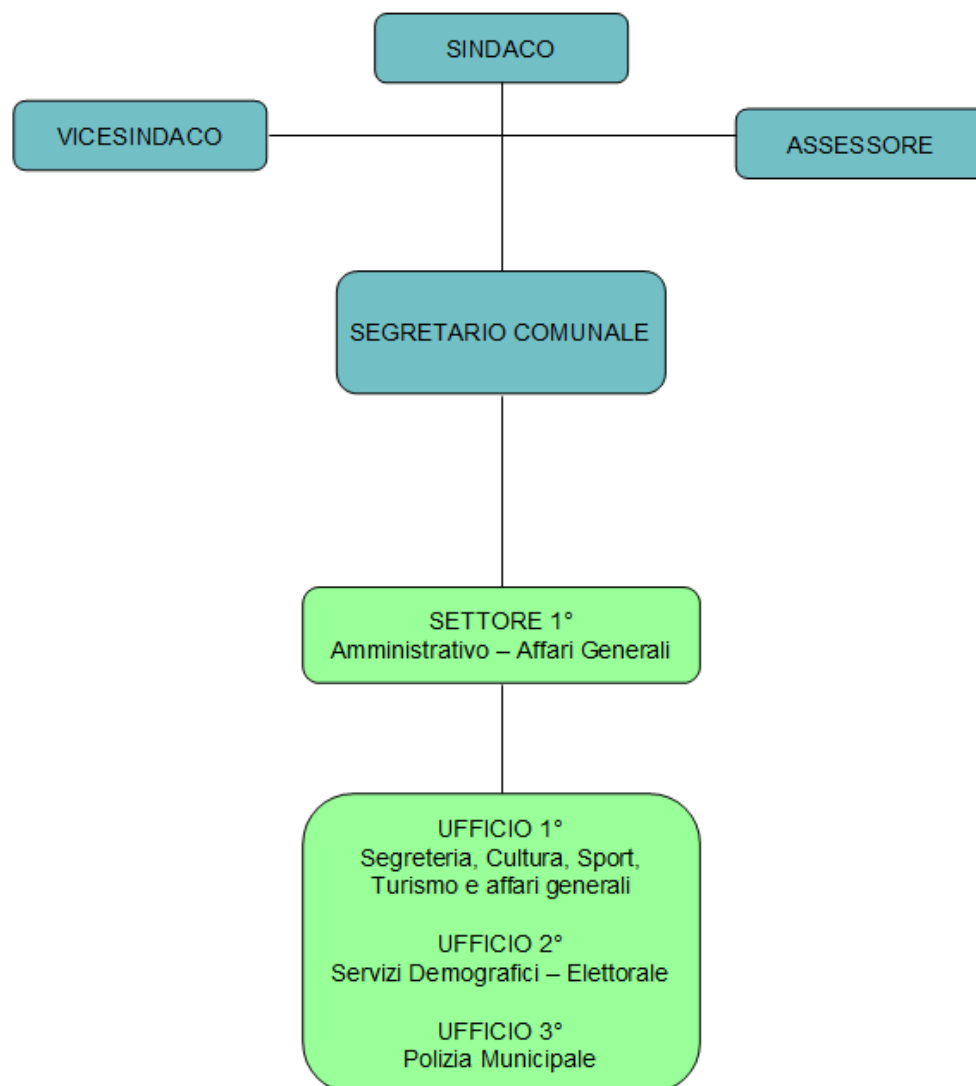 SINDACO
VICESINDACO
ASSESSORE
SEGRETARIO COMUNALE
SETTORE 1°
Amministrativo – Affari Generali
UFFICIO 1°
Segreteria, Cultura, Sport,
Turismo e affari generali
UFFICIO 2°
Servizi Demografici – Elettorale
UFFICIO 3°
Polizia Municipale